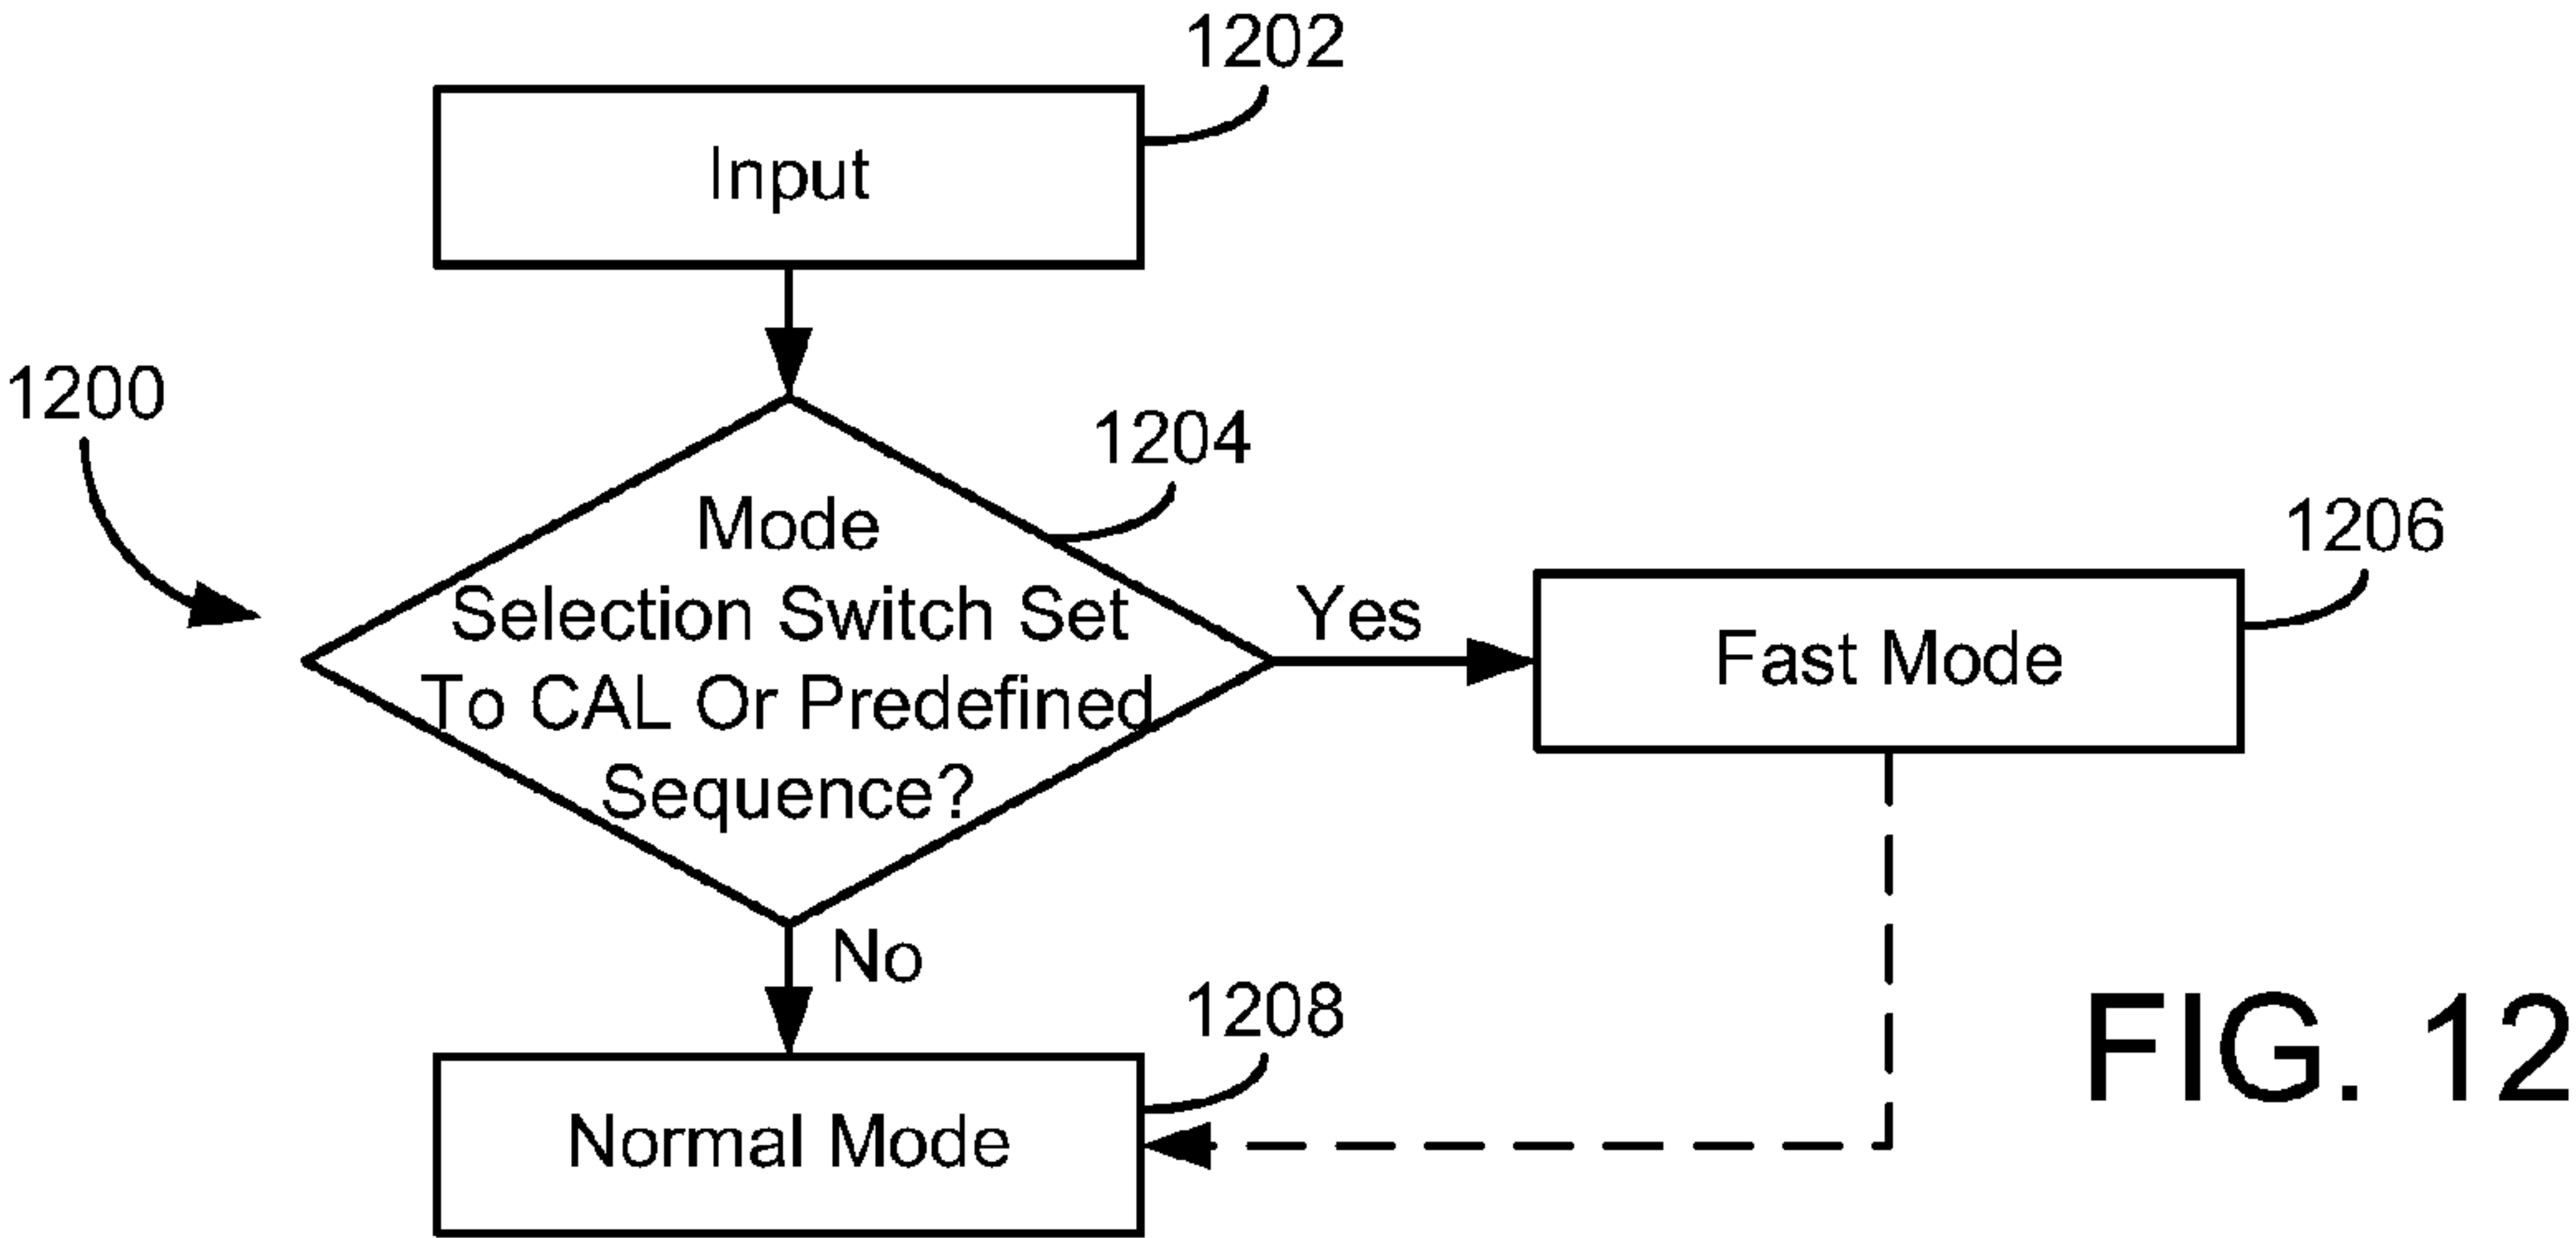 1202
Input
1200
1204
Mode
Selection Switch Set
To CAL Or Predefined
Sequence?
Yes
1206
Fast Mode
No
1208
Normal Mode
FIG. 12